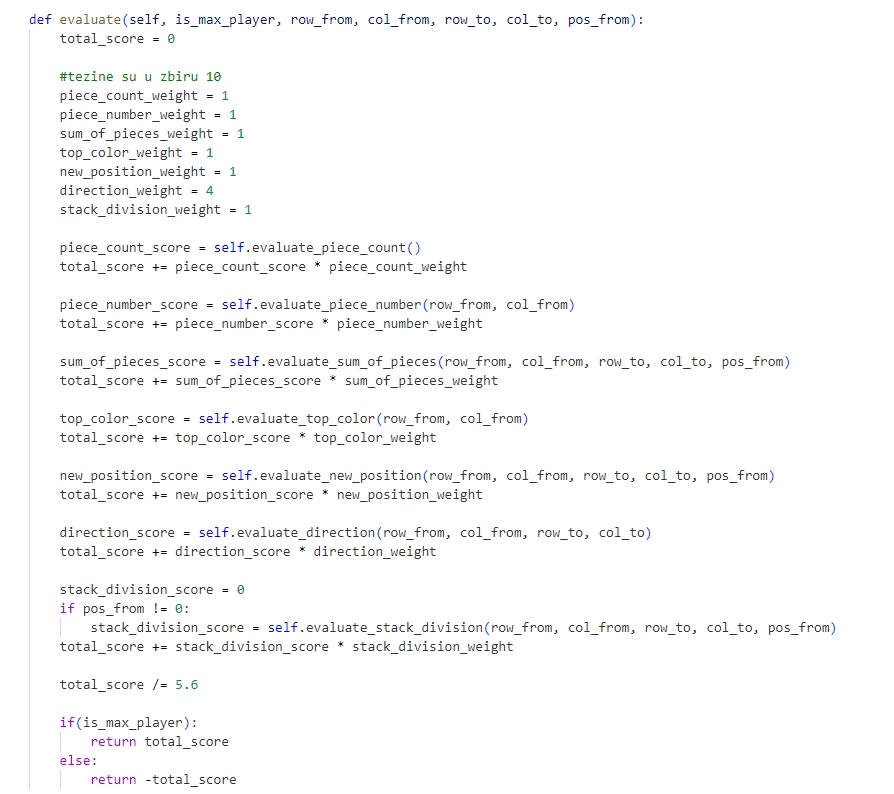 def evaluate(self, is_max_player, row_from, col_from, row_to, col_to, pos_from):
    total_score = 0

    #tezine su u zbiru 10
    piece_count_weight = 1
    piece_number_weight = 1
    sum_of_pieces_weight = 1
    top_color_weight = 1
    new_position_weight = 1
    direction_weight = 4
    stack_division_weight = 1

    piece_count_score = self.evaluate_piece_count()
    total_score += piece_count_score * piece_count_weight

    piece_number_score = self.evaluate_piece_number(row_from, col_from)
    total_score += piece_number_score * piece_number_weight

    sum_of_pieces_score = self.evaluate_sum_of_pieces(row_from, col_from, row_to, col_to, pos_from)
    total_score += sum_of_pieces_score * sum_of_pieces_weight

    top_color_score = self.evaluate_top_color(row_from, col_from)
    total_score += top_color_score * top_color_weight

    new_position_score = self.evaluate_new_position(row_from, col_from, row_to, col_to, pos_from)
    total_score += new_position_score * new_position_weight

    direction_score = self.evaluate_direction(row_from, col_from, row_to, col_to)
    total_score += direction_score * direction_weight

    stack_division_score = 0
    if pos_from != 0:
        stack_division_score = self.evaluate_stack_division(row_from, col_from, row_to, col_to, pos_from)
    total_score += stack_division_score * stack_division_weight

    total_score /= 5.6

    if(is_max_player):
        return total_score
    else:
        return -total_score